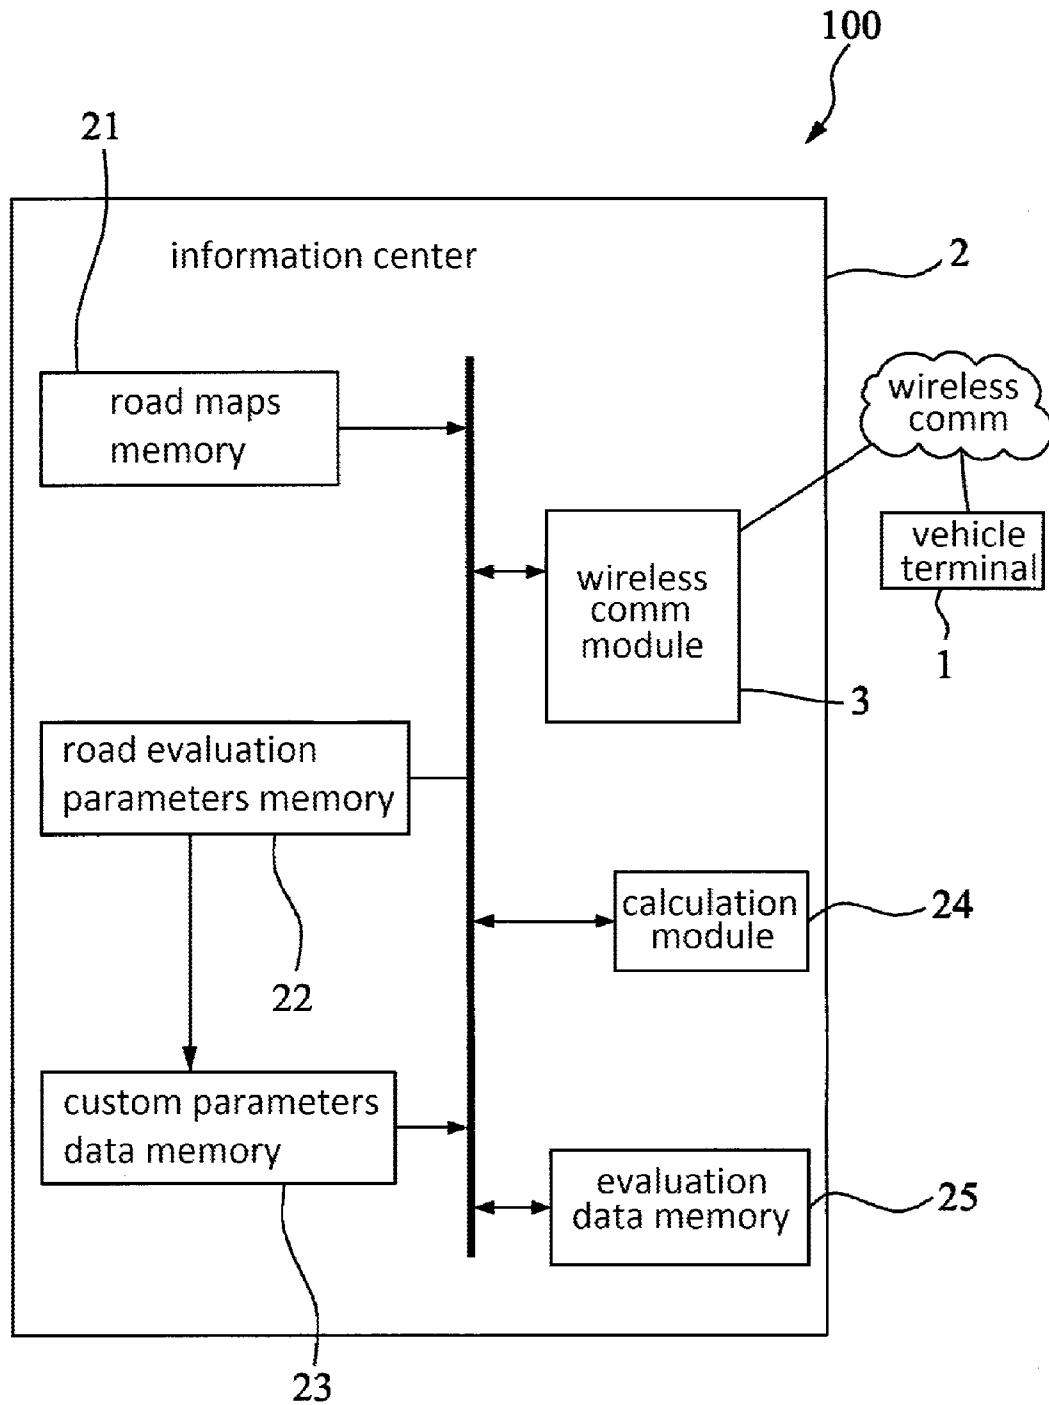 100
21
information center
2
road maps
memory
wireless
comm
vehicle
terminal
1
wireless
comm
module
3
road evaluation
parameters memory
22
calculation
module
24
custom parameters
data memory
23
evaluation
data memory
25